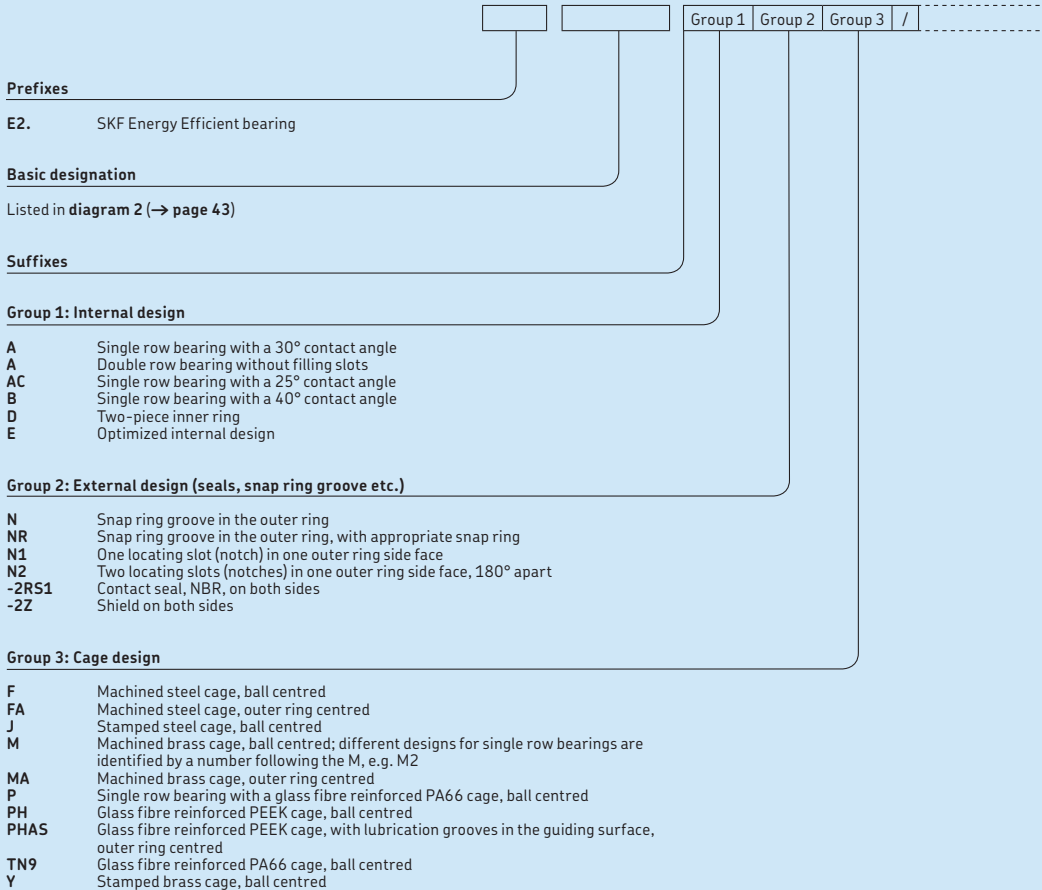 Group 1 Group 2 Group 3 /
Prefixes
E2. SKF Energy Efficient bearing
Basic designation
Listed in diagram 2 (→ page 43)
Suffixes
Group 1: Internal design
A Single row bearing with a 30° contact angle
A Double row bearing without filling slots
AC Single row bearing with a 25° contact angle
B Single row bearing with a 40° contact angle
D Two-piece inner ring
E Optimized internal design
Group 2: External design (seals, snap ring groove etc.)
N Snap ring groove in the outer ring
NR Snap ring groove in the outer ring, with appropriate snap ring
N1 One locating slot (notch) in one outer ring side face
N2 Two locating slots (notches) in one outer ring side face, 180° apart
-2RS1 Contact seal, NBR, on both sides
-2Z Shield on both sides
Group 3: Cage design
F Machined steel cage, ball centred
FA Machined steel cage, outer ring centred
J Stamped steel cage, ball centred
M Machined brass cage, ball centred; different designs for single row bearings are
identified by a number following the M, e.g. M2
MA Machined brass cage, outer ring centred
P Single row bearing with a glass fibre reinforced PA66 cage, ball centred
PH Glass fibre reinforced PEEK cage, ball centred
PHAS Glass fibre reinforced PEEK cage, with lubrication grooves in the guiding surface,
outer ring centred
TN9 Glass fibre reinforced PA66 cage, ball centred
Y Stamped brass cage, ball centred